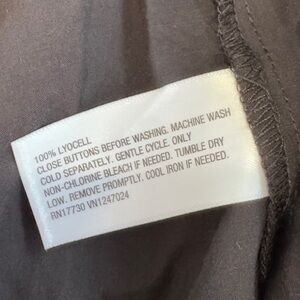 100% LYOCELL
CLOSE BUTTONS BEFORE WASHING. MACHINE WASH
COLD SEPARATELY. GENTLE CYCLE. ONLY
NON-CHLORINE BLEACH IF NEEDED. TUMBLE DRY
LOW. REMOVE PROMPTLY. COOL IRON IF NEEDED.
RN17730 VN1247024